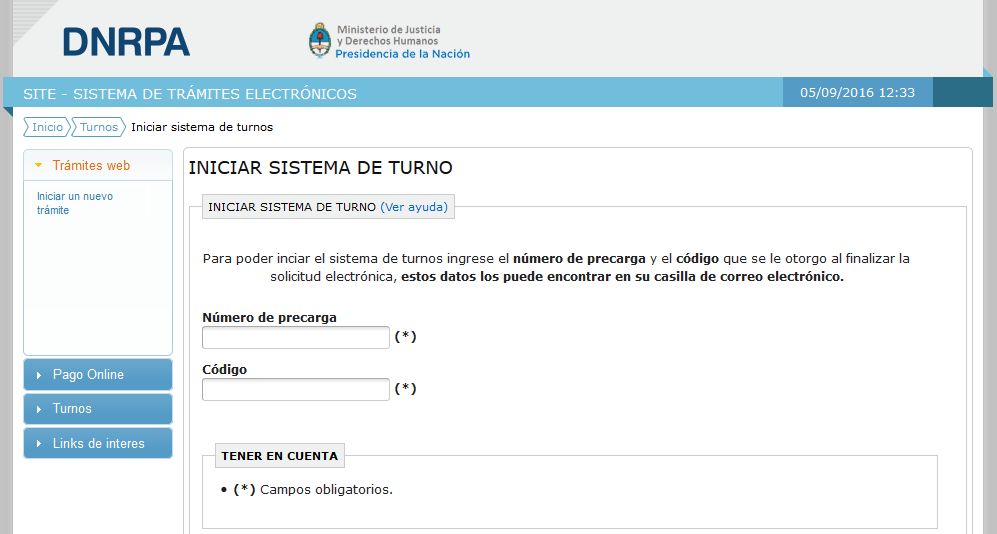 DNRPA
Ministerio de Justicia
y Derechos Humanos
Presidencia de la Nación
SITE - SISTEMA DE TRÁMITES ELECTRÓNICOS
05/09/2016 12:33
Inicio Turnos Iniciar sistema de turnos
Trámites web
Iniciar un nuevo
trámite
Pago Online
Turnos
Links de interes
INICIAR SISTEMA DE TURNO
INICIAR SISTEMA DE TURNO (Ver ayuda)
Para poder inciar el sistema de turnos ingrese el número de precarga y el código que se le otorgo al finalizar la
solicitud electrónica, estos datos los puede encontrar en su casilla de correo electrónico.
Número de precarga
(*)
Código
(*)
TENER EN CUENTA
• (*) Campos obligatorios.